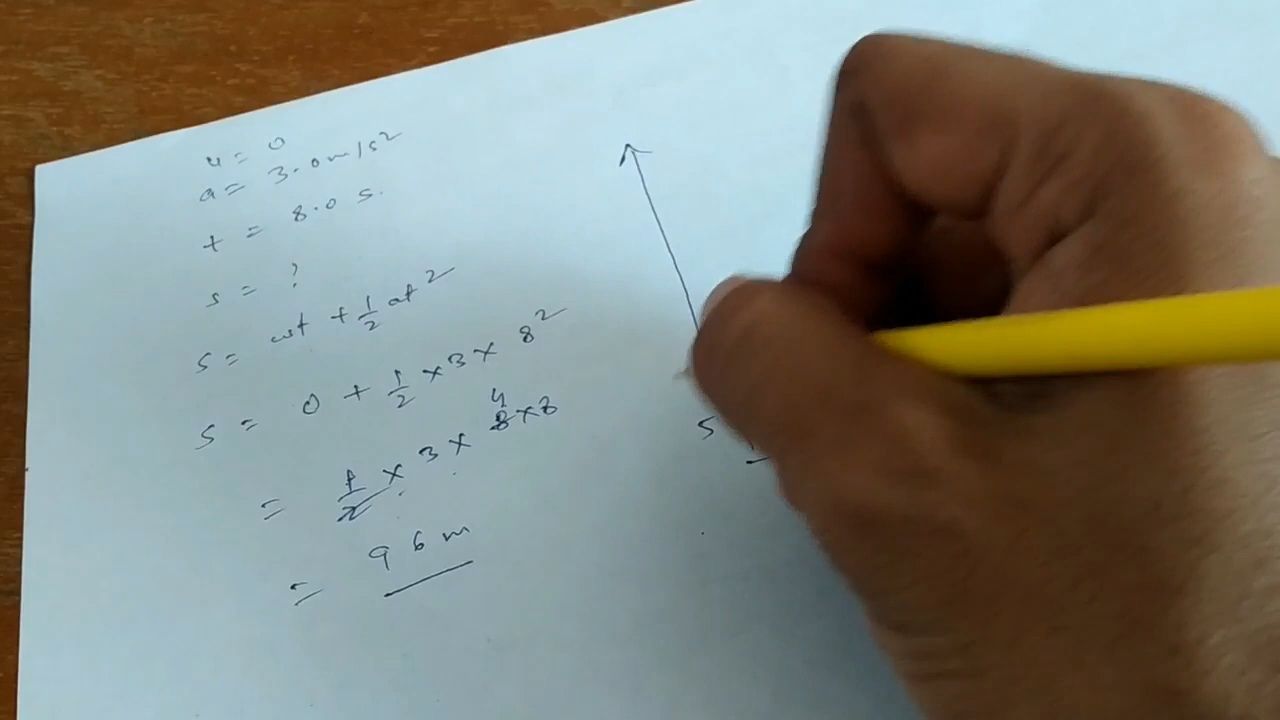 u = 0
a = 3.0 m/s²
t = 8.0 s.
s = ?
s = ut + 1/2 at²
s = 0 + 1/2 × 3 × 8²
= 1/2 × 3 × 8 × 8
4
= 96 m
s